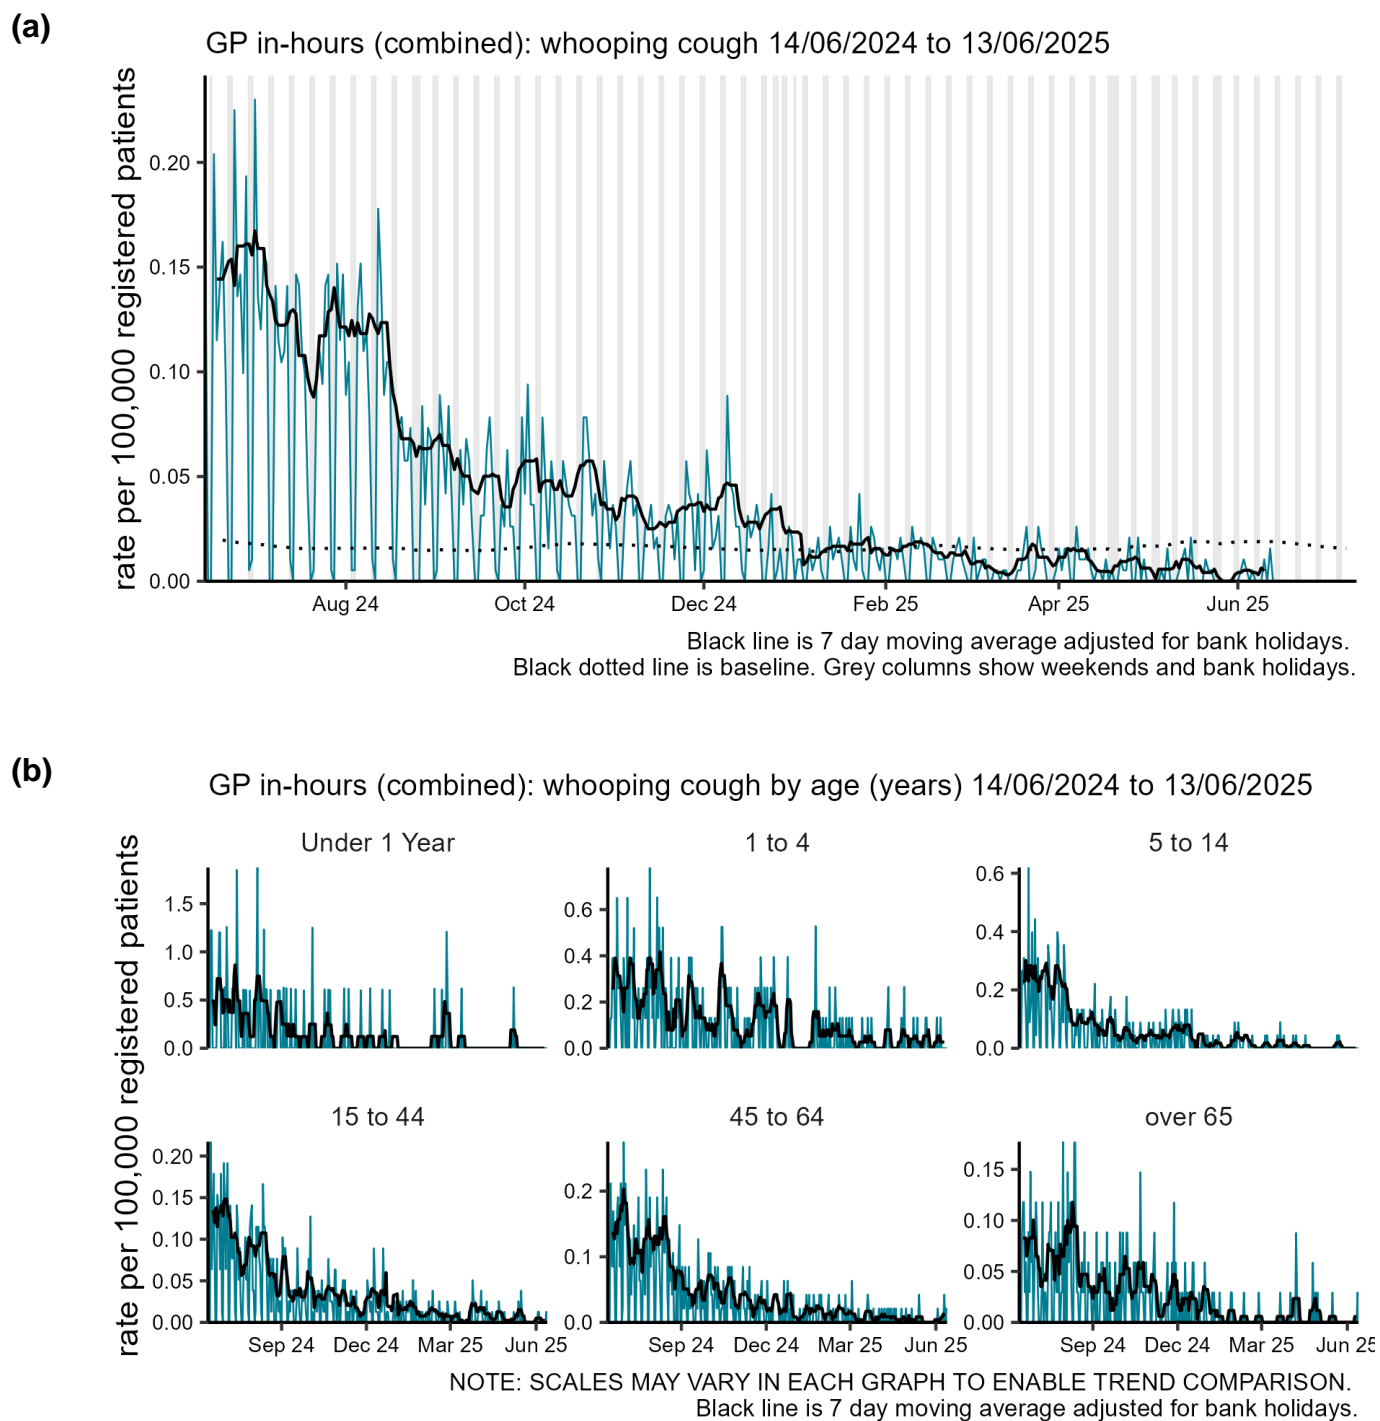 (a)
GP in-hours (combined): whooping cough 14/06/2024 to 13/06/2025
rate per 100,000 registered patients
0.20
0.15
0.10
0.05
0.00
Aug 24 Oct 24 Dec 24 Feb 25 Apr 25 Jun 25
Black line is 7 day moving average adjusted for bank holidays.
Black dotted line is baseline. Grey columns show weekends and bank holidays.
(b)
GP in-hours (combined): whooping cough by age (years) 14/06/2024 to 13/06/2025
rate per 100,000 registered patients
Under 1 Year
1.5
1.0
0.5
0.0
1 to 4
0.6
0.4
0.2
0.0
5 to 14
0.6
0.4
0.2
0.0
15 to 44
0.20
0.15
0.10
0.05
0.00
Sep 24 Dec 24 Mar 25 Jun 25
45 to 64
0.2
0.1
0.0
Sep 24 Dec 24 Mar 25 Jun 25
over 65
0.15
0.10
0.05
0.00
Sep 24 Dec 24 Mar 25 Jun 25
NOTE: SCALES MAY VARY IN EACH GRAPH TO ENABLE TREND COMPARISON.
Black line is 7 day moving average adjusted for bank holidays.